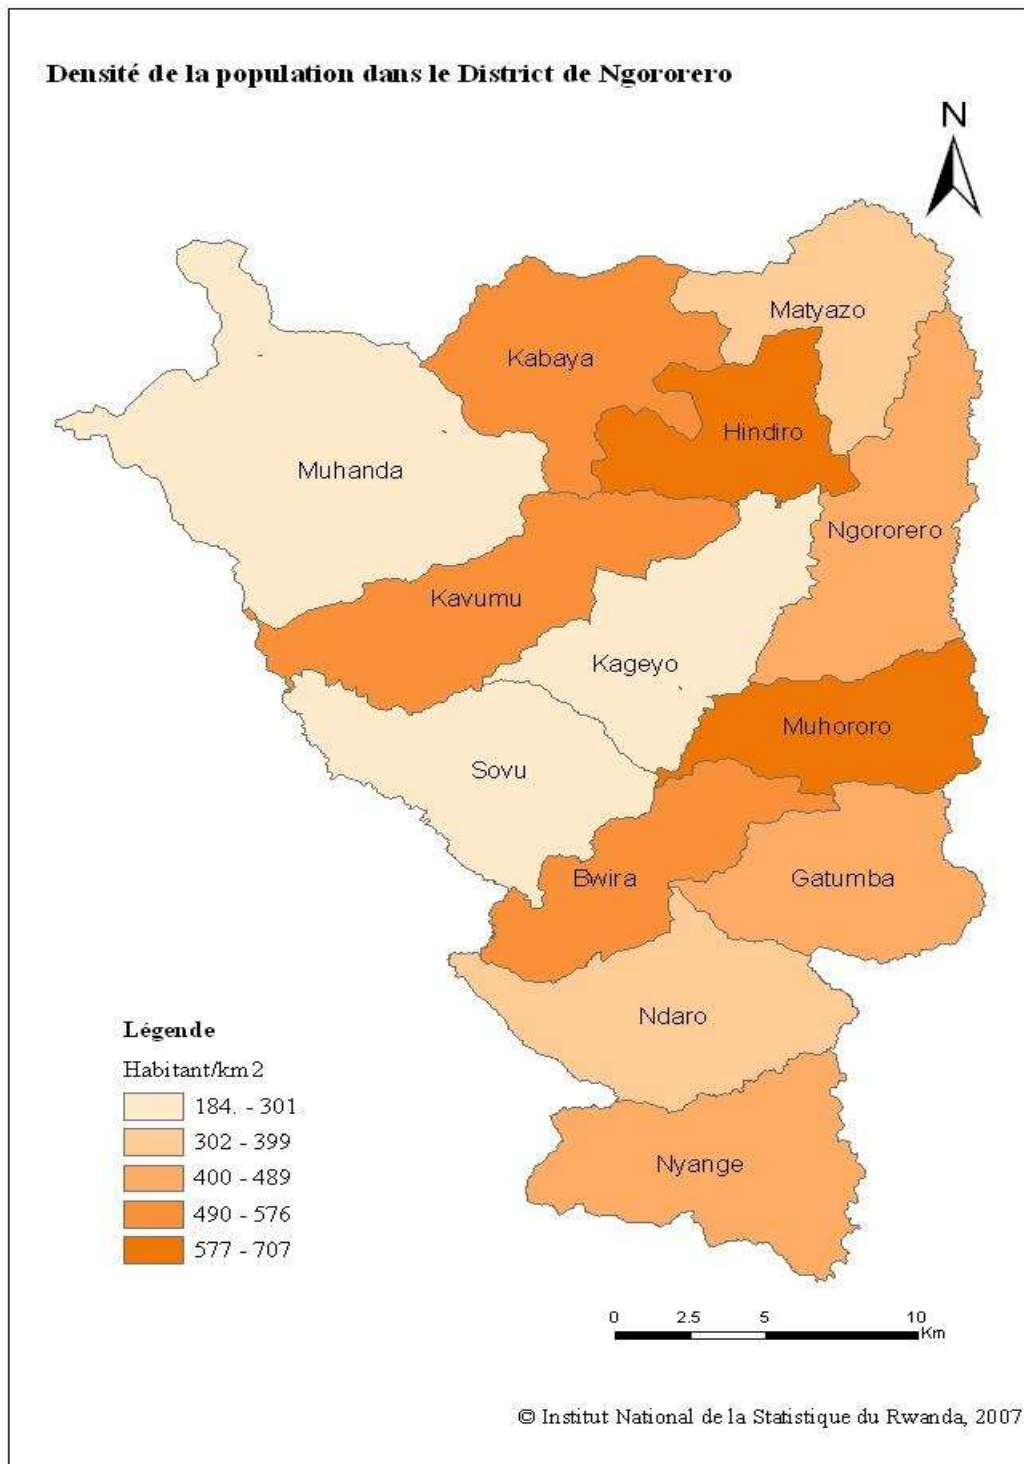 Densité de la population dans le District de Ngororero
N
Matyazo
Kabaya
Hindiro
Muhanda
Ngororero
Kavumu
Kageyo
Muhororo
Sovu
Bwira
Gatumba
Ndaro
Légende
Habitant/km2
184. - 301
302 - 399
400 - 489
490 - 576
577 - 707
Nyange
0 2.5 5 10
Km
© Institut National de la Statistique du Rwanda, 2007